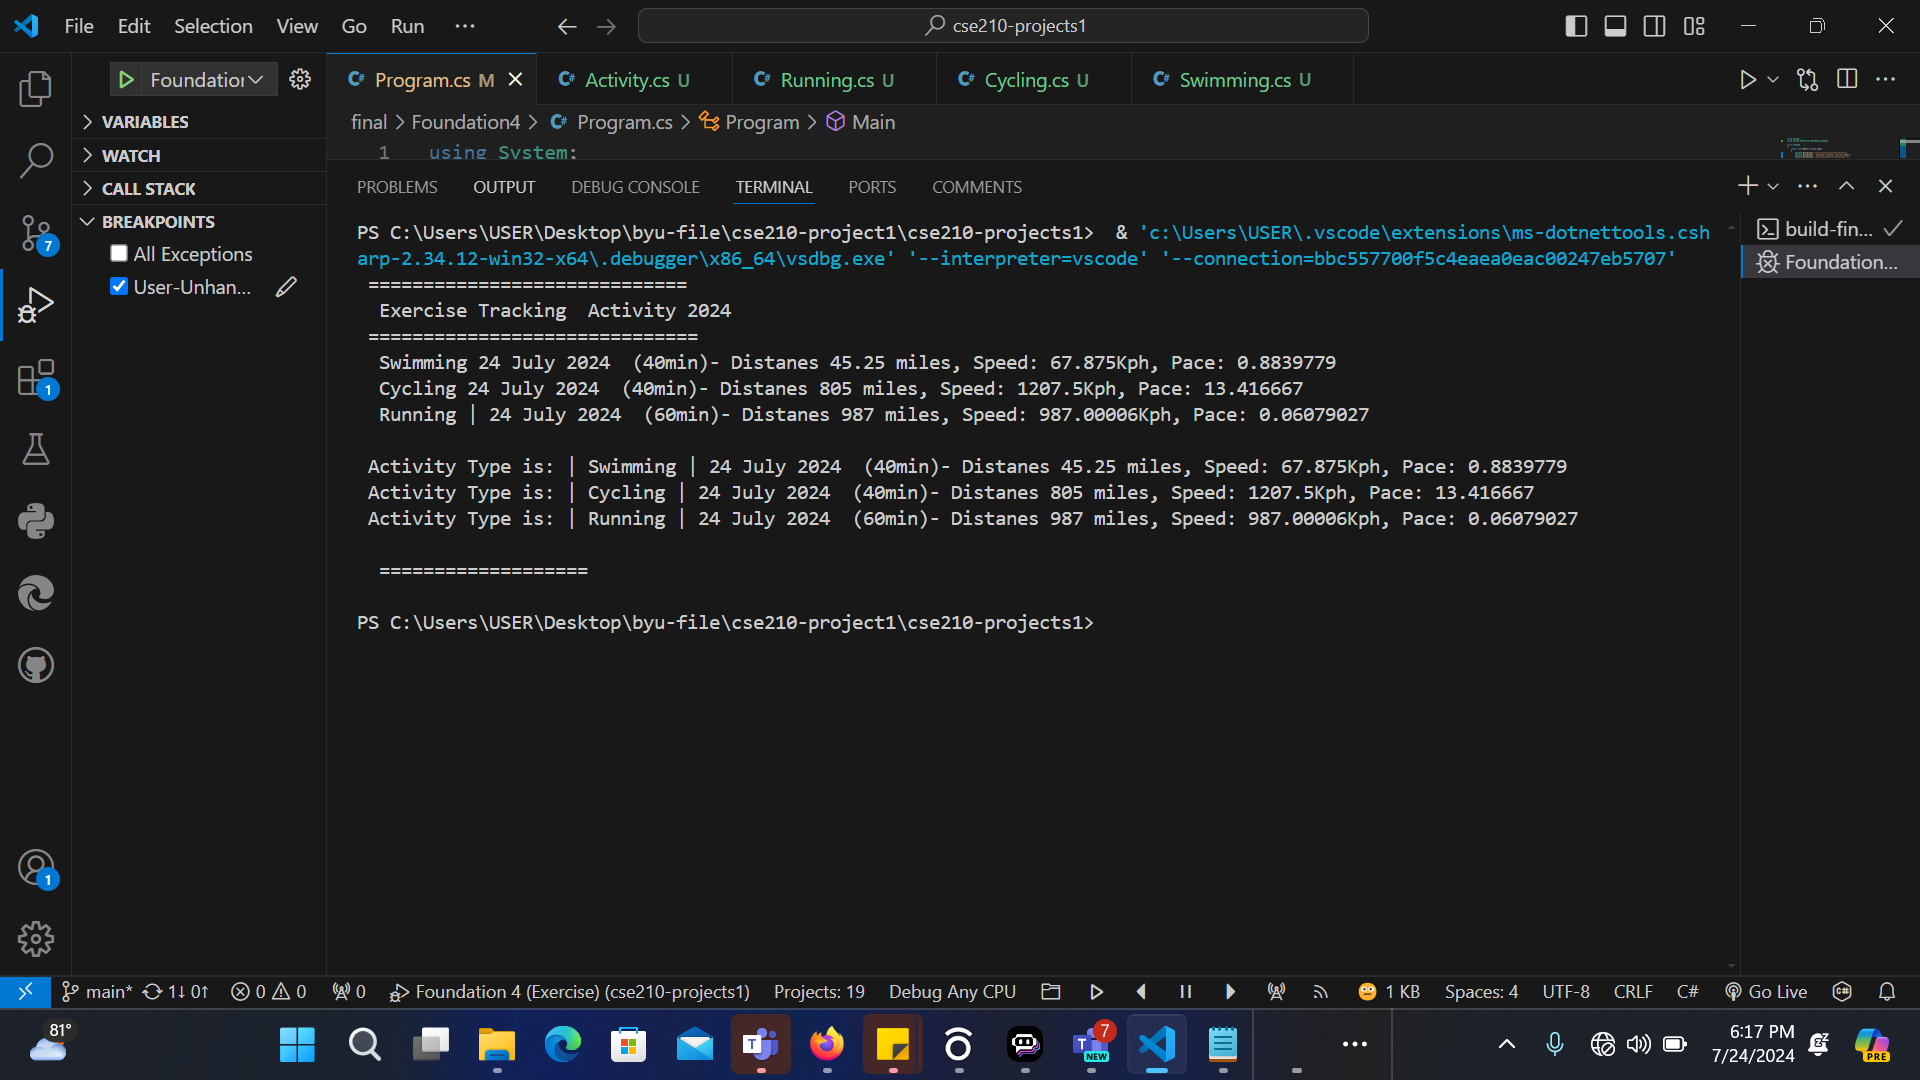 File Edit Selection View Go Run ... cse210-projects1
Foundation Program.cs M Activity.cs U Running.cs U Cycling.cs U Swimming.cs U
VARIABLES
WATCH
CALL STACK
BREAKPOINTS
All Exceptions
User-Unhan...
final > Foundation4 > Program.cs > Program > Main
1 using System;
PROBLEMS OUTPUT DEBUG CONSOLE TERMINAL PORTS COMMENTS
PS C:\Users\USER\Desktop\byu-file\cse210-project1\cse210-projects1> & 'c:\Users\USER\.vscode\extensions\ms-dotnettools.csh
arp-2.34.12-win32-x64\.debugger\x86_64\vsdbg.exe' '--interpreter=vscode' '--connection=bbc557700f5c4eaea0eac00247eb5707'
=============================
Exercise Tracking  Activity 2024
==============================
Swimming 24 July 2024  (40min)- Distanes 45.25 miles, Speed: 67.875Kph, Pace: 0.8839779
Cycling 24 July 2024  (40min)- Distanes 805 miles, Speed: 1207.5Kph, Pace: 13.416667
Running | 24 July 2024  (60min)- Distanes 987 miles, Speed: 987.00006Kph, Pace: 0.06079027
Activity Type is: | Swimming | 24 July 2024  (40min)- Distanes 45.25 miles, Speed: 67.875Kph, Pace: 0.8839779
Activity Type is: | Cycling | 24 July 2024  (40min)- Distanes 805 miles, Speed: 1207.5Kph, Pace: 13.416667
Activity Type is: | Running | 24 July 2024  (60min)- Distanes 987 miles, Speed: 987.00006Kph, Pace: 0.06079027
===================
PS C:\Users\USER\Desktop\byu-file\cse210-project1\cse210-projects1>
build-fin...
Foundation...
7
1
1
main* 1↓ 0↑ 0 0 0 Foundation 4 (Exercise) (cse210-projects1) Projects: 19 Debug Any CPU 1 KB Spaces: 4 UTF-8 CRLF C# Go Live
81° 7 NEW 6:17 PM
7/24/2024 PRE